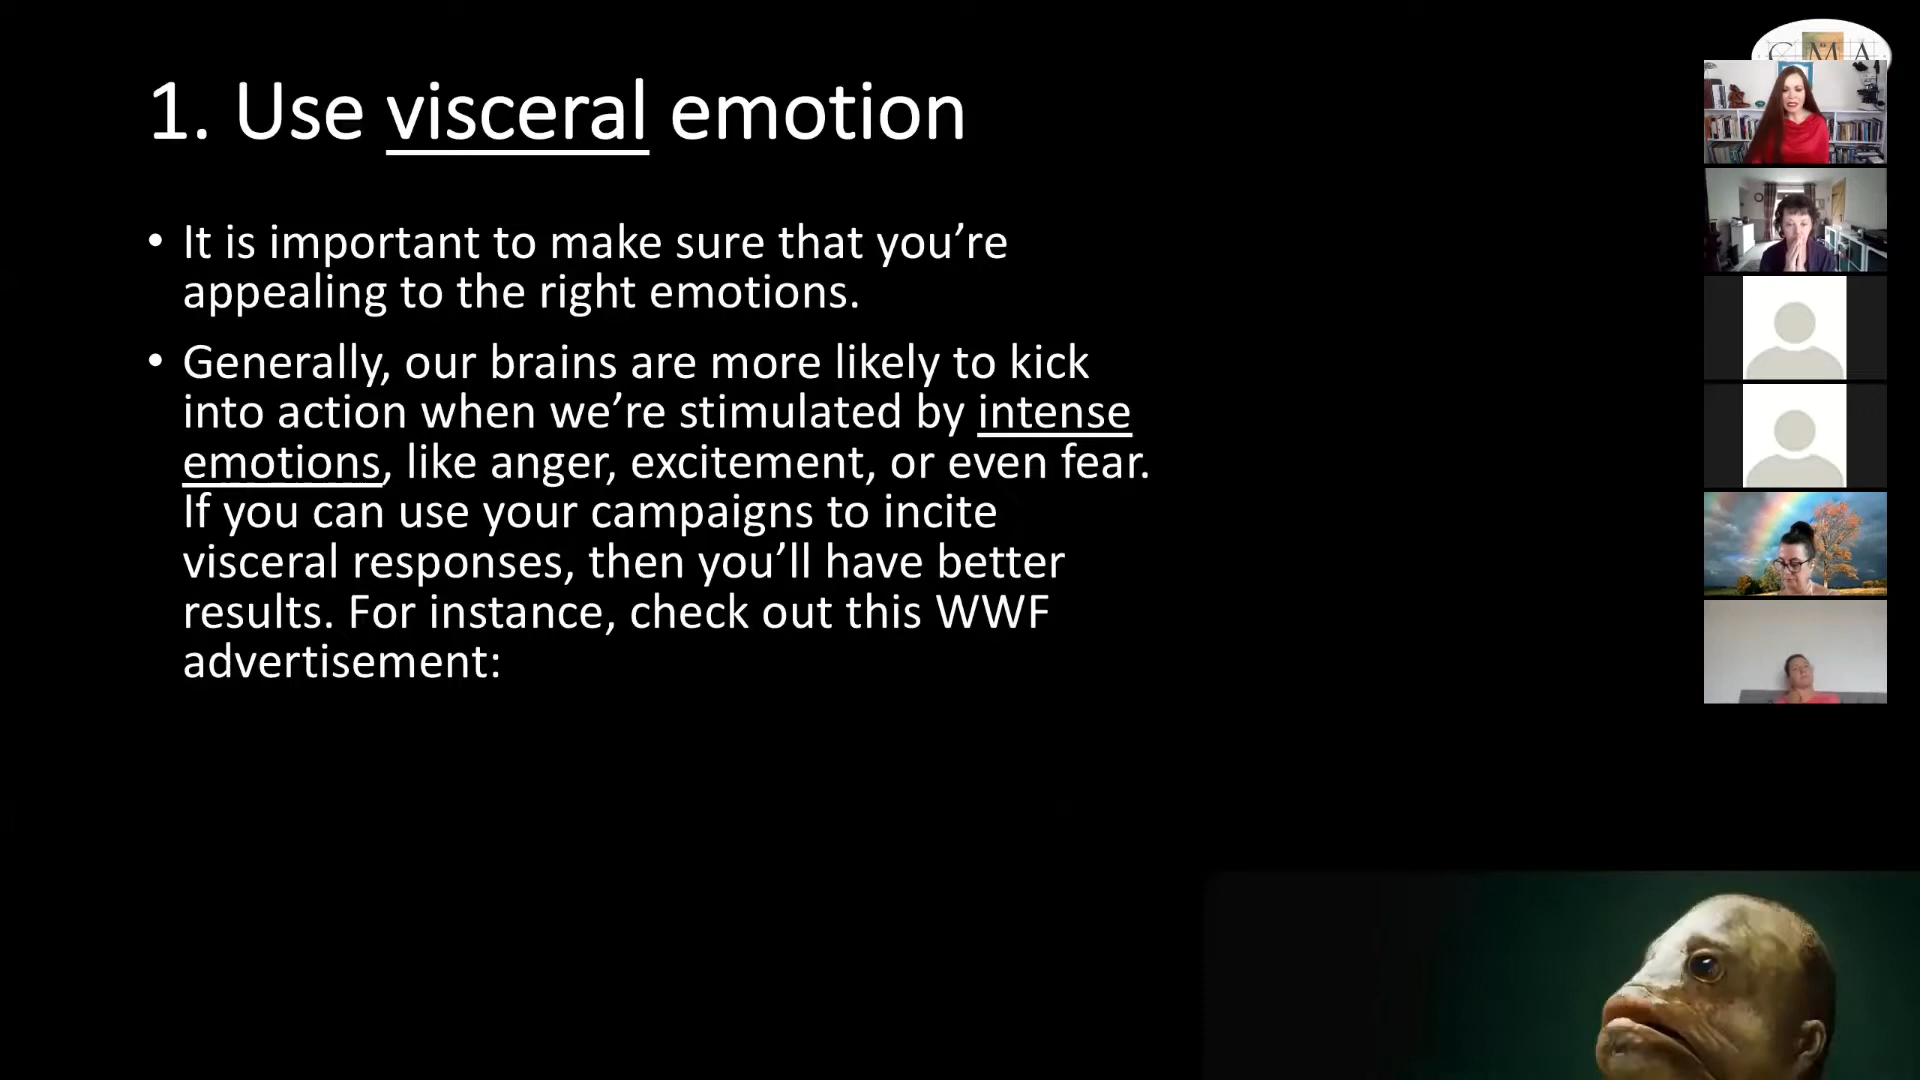 1. Use visceral emotion
• It is important to make sure that you're
appealing to the right emotions.
• Generally, our brains are more likely to kick
into action when we're stimulated by intense
emotions, like anger, excitement, or even fear.
If you can use your campaigns to incite
visceral responses, then you'll have better
results. For instance, check out this WWF
advertisement:
CMA